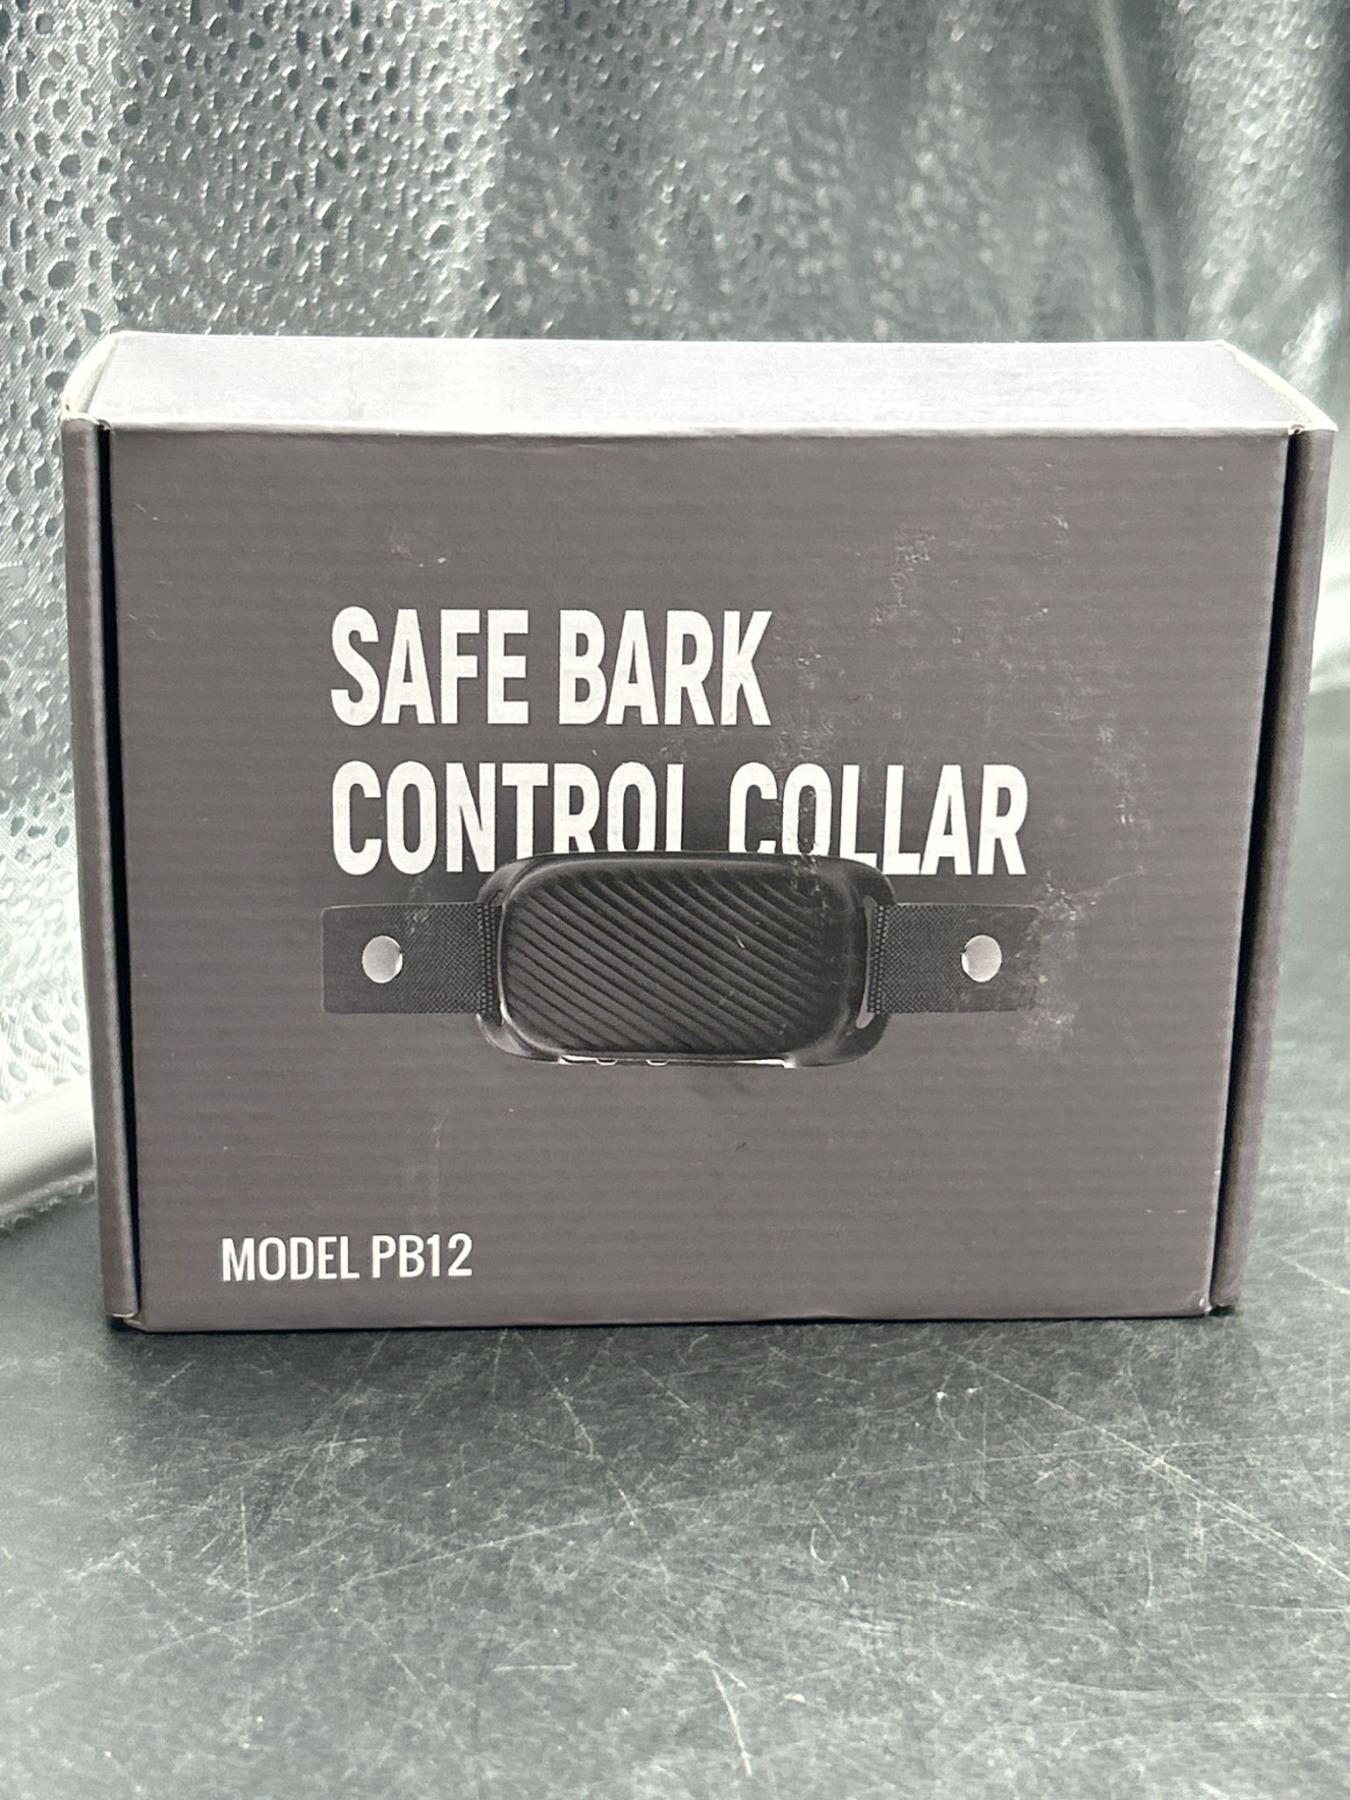 SAFE BARK
CONTROL COLLAR
MODEL PB12